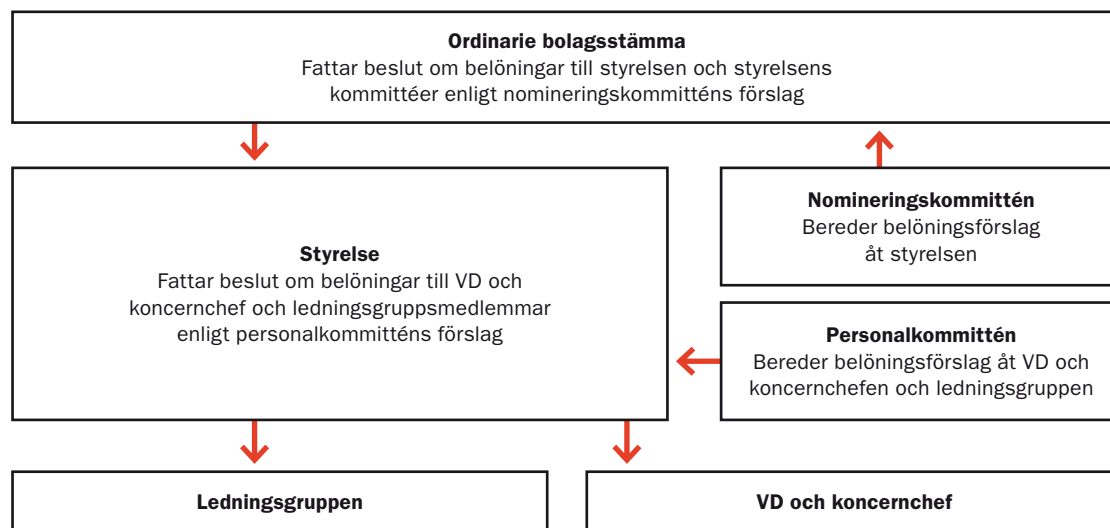 Ordinarie bolagsstämma
Fattar beslut om belöningar till styrelsen och styrelsens
kommittéer enligt nomineringskommitténs förslag
Nomineringskommittén
Bereder belöningsförslag
åt styrelsen
Styrelse
Fattar beslut om belöningar till VD och
koncernchef och ledningsgruppsmedlemmar
enligt personalkommitténs förslag
Personalkommittén
Bereder belöningsförslag åt VD och
koncernchefen och ledningsgruppen
Ledningsgruppen
VD och koncernchef